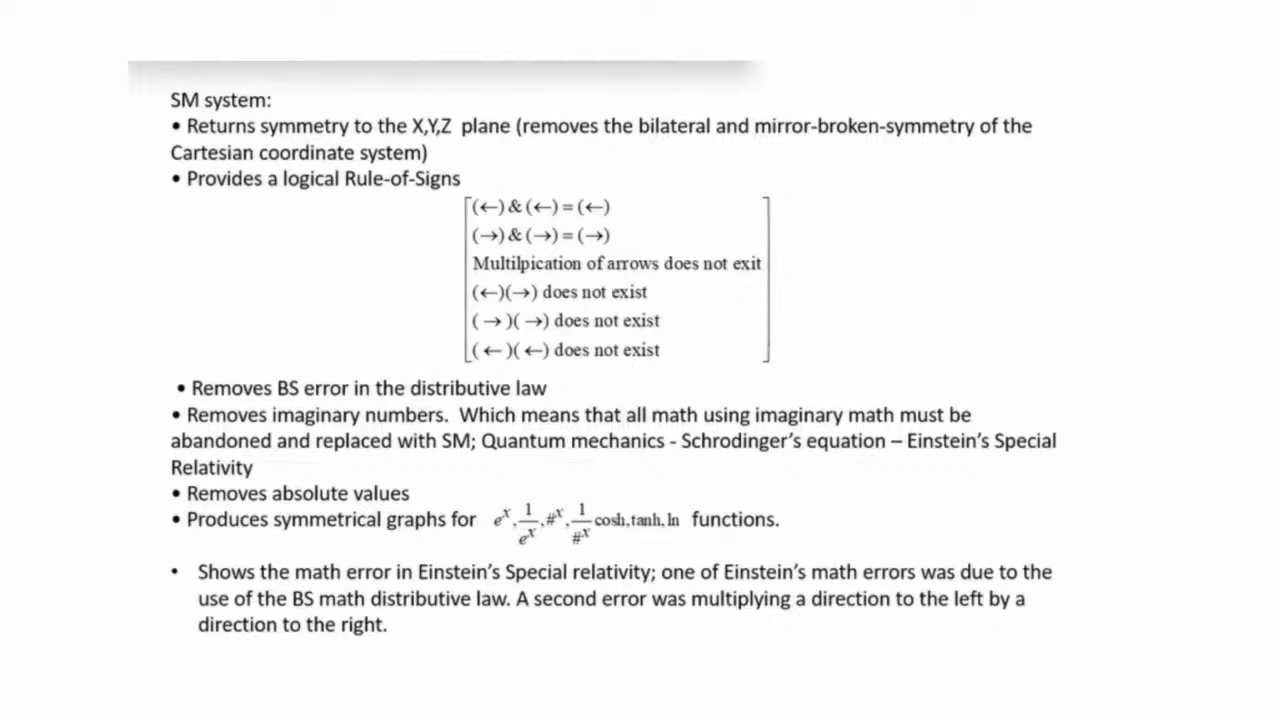 SM system:
• Returns symmetry to the X,Y,Z plane (removes the bilateral and mirror-broken-symmetry of the
Cartesian coordinate system)
• Provides a logical Rule-of-Signs
(←) & (←) = (←)
(→) & (→) = (→)
Multilpication of arrows does not exit
(←)(→) does not exist
( → )( →) does not exist
( ← )( ←) does not exist
• Removes BS error in the distributive law
• Removes imaginary numbers. Which means that all math using imaginary math must be
abandoned and replaced with SM; Quantum mechanics - Schrodinger's equation – Einstein's Special
Relativity
• Removes absolute values
• Produces symmetrical graphs for e^x, 1/e^x, #^x, 1/#^x cosh, tanh, ln functions.
• Shows the math error in Einstein's Special relativity; one of Einstein's math errors was due to the
use of the BS math distributive law. A second error was multiplying a direction to the left by a
direction to the right.